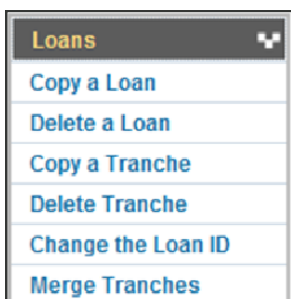 Loans
Copy a Loan
Delete a Loan
Copy a Tranche
Delete Tranche
Change the Loan ID
Merge Tranches